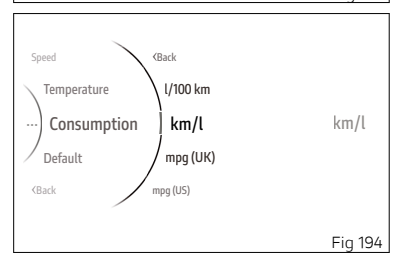 Speed
Temperature
... Consumption
Default
‹Back
‹Back
l/100 km
km/l
mpg (UK)
mpg (US)
km/l
Fig 194